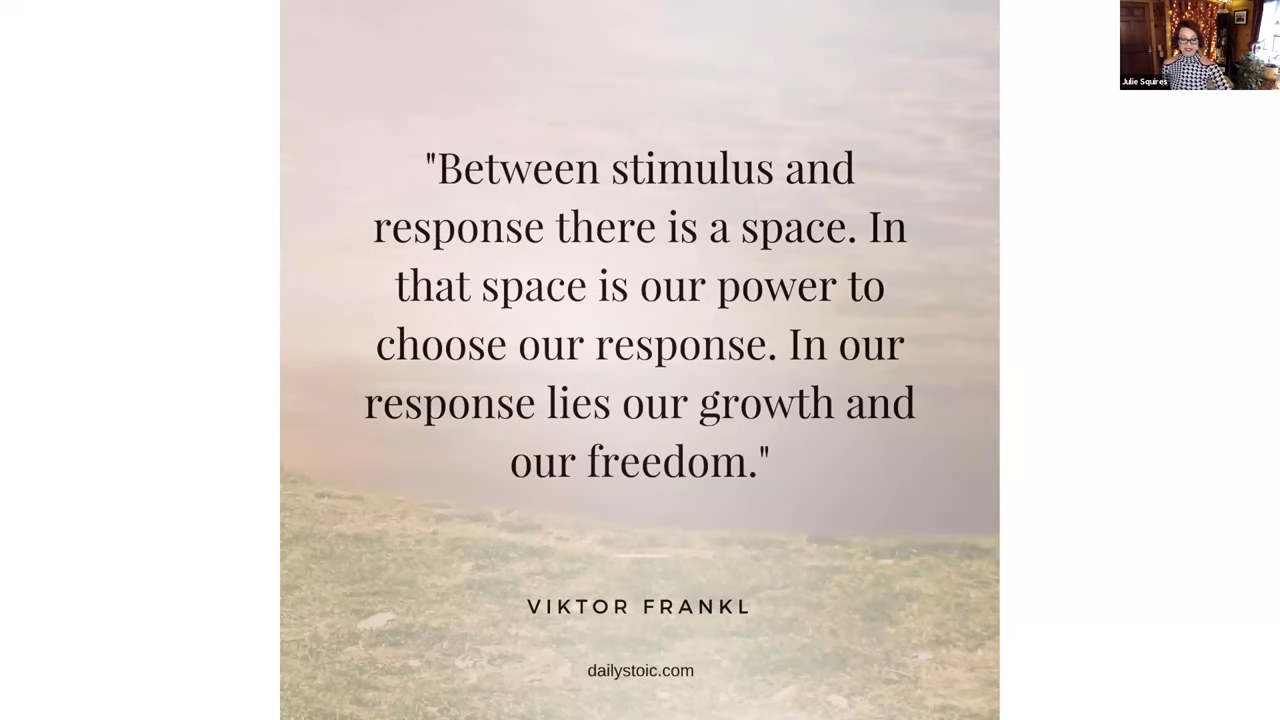 "Between stimulus and
response there is a space. In
that space is our power to
choose our response. In our
response lies our growth and
our freedom."
VIKTOR FRANKL
dailystoic.com
Julie Squires